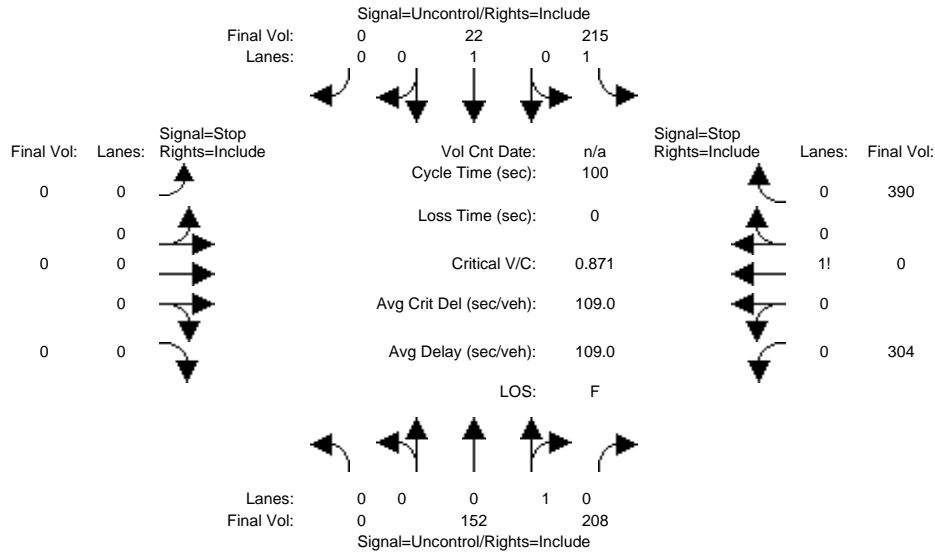 Signal=Uncontrol/Rights=Include
Final Vol: 0 22 215
Lanes: 0 0 1 0 1
Signal=Stop Signal=Stop
Final Vol: Lanes: Rights=Include Vol Cnt Date: n/a Rights=Include Lanes: Final Vol:
Cycle Time (sec): 100
0 0 0 390
Loss Time (sec): 0
0 0
0 0 Critical V/C: 0.871 1! 0
0 Avg Crit Del (sec/veh): 109.0 0
0 0 Avg Delay (sec/veh): 109.0 0 304
LOS: F
Lanes: 0 0 0 1 0
Final Vol: 0 152 208
Signal=Uncontrol/Rights=Include